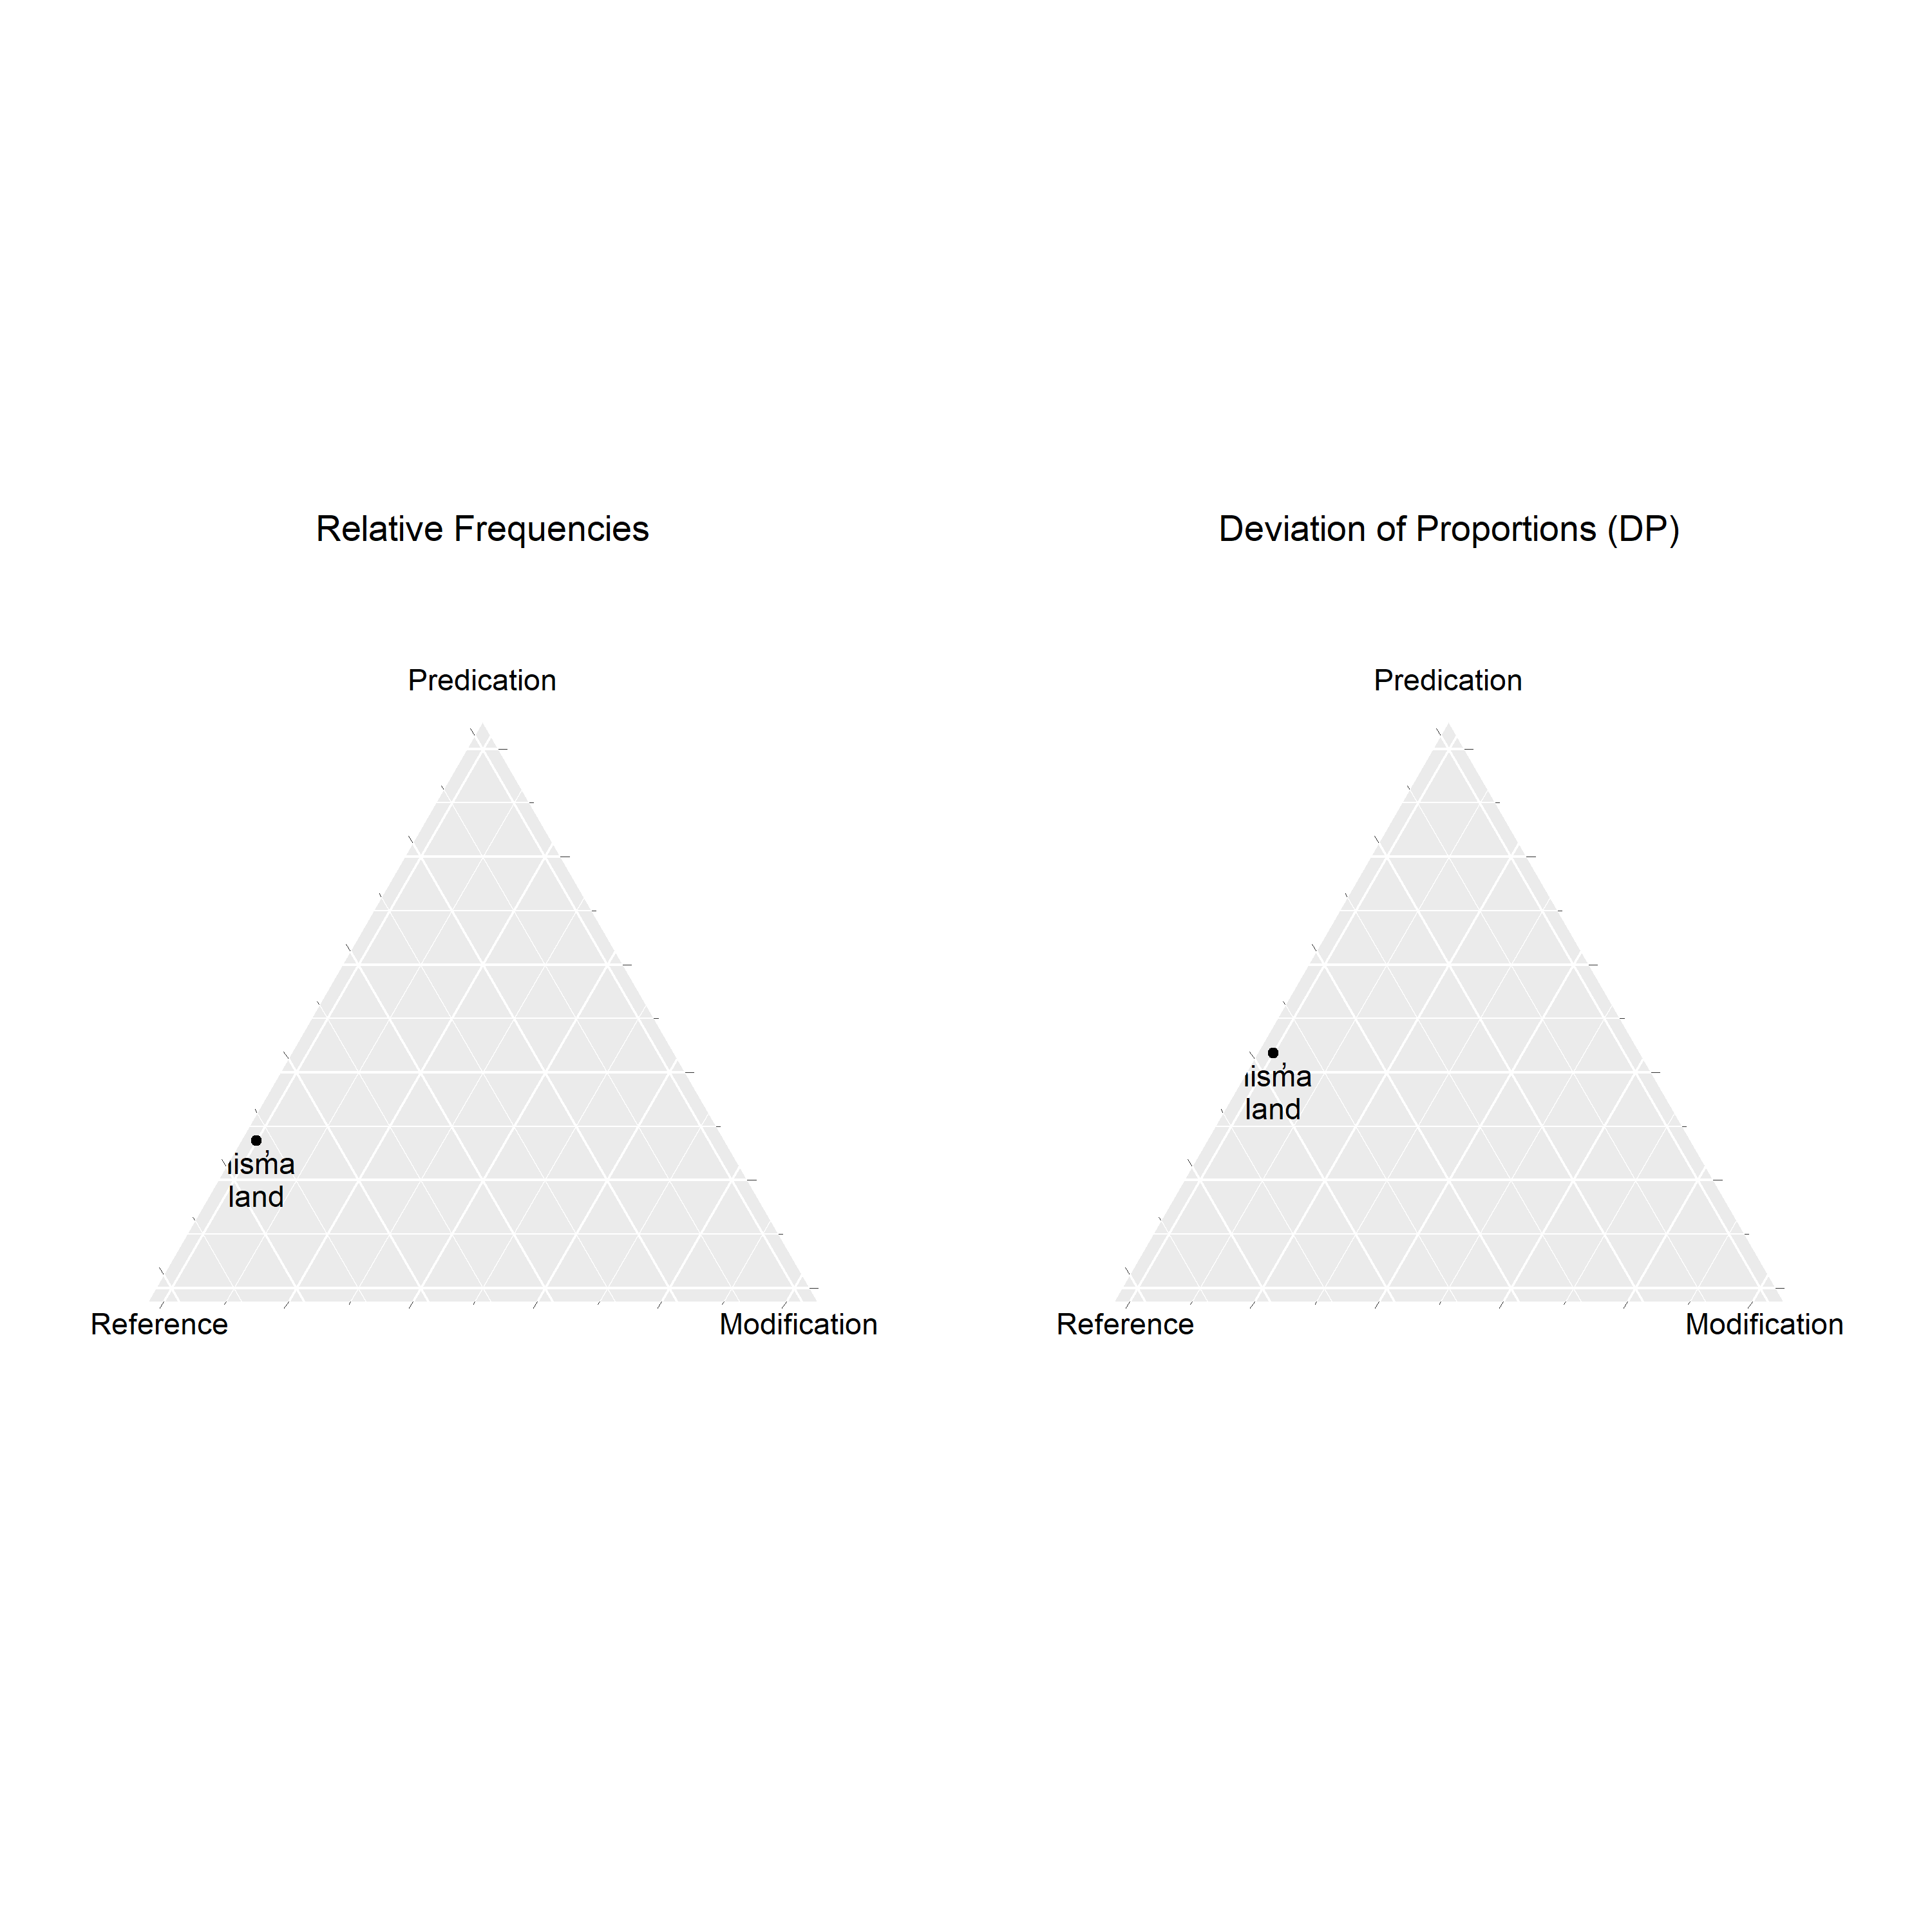 Relative Frequencies
Deviation of Proportions (DP)
Predication
Predication
land
land
Reference
Modification
Reference
Modification